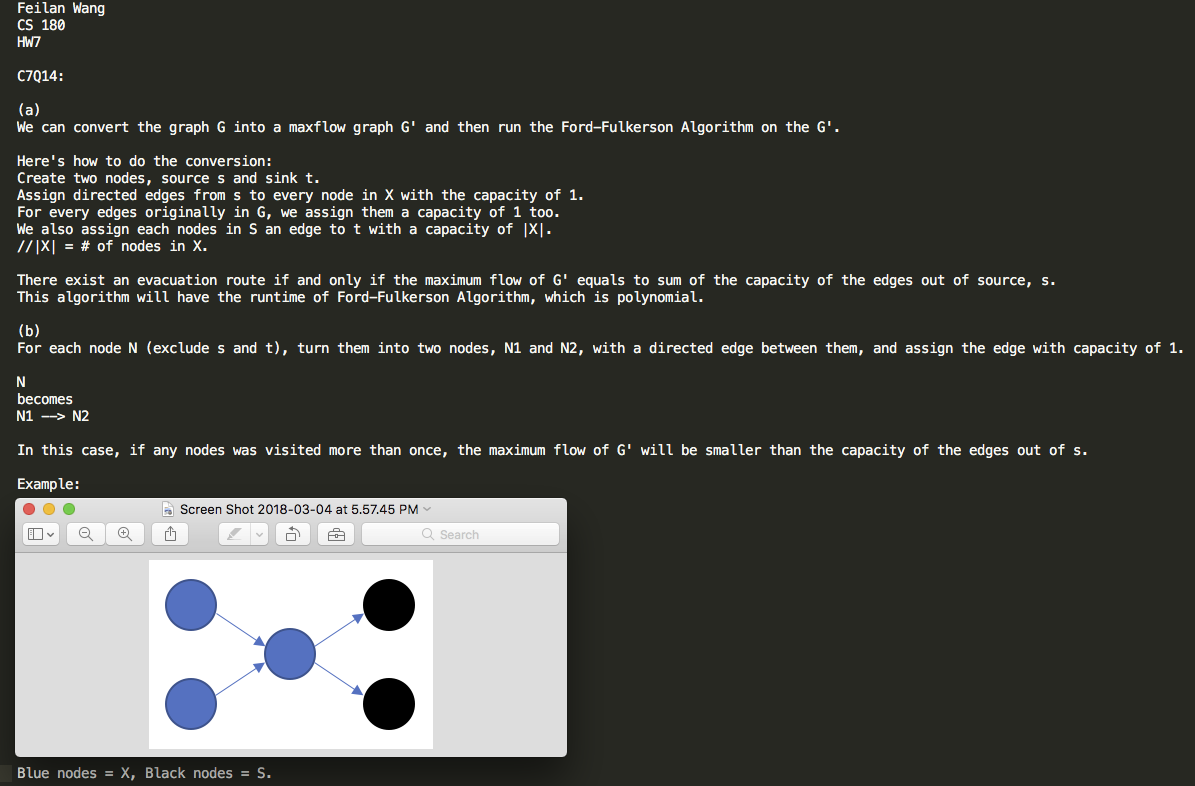 Feilan Wang
CS 180
HW7
C7Q14:
(a)
We can convert the graph G into a maxflow graph G' and then run the Ford-Fulkerson Algorithm on the G'.
Here's how to do the conversion:
Create two nodes, source s and sink t.
Assign directed edges from s to every node in X with the capacity of 1.
For every edges originally in G, we assign them a capacity of 1 too.
We also assign each nodes in S an edge to t with a capacity of |X|.
//|X| = # of nodes in X.
There exist an evacuation route if and only if the maximum flow of G' equals to sum of the capacity of the edges out of source, s.
This algorithm will have the runtime of Ford-Fulkerson Algorithm, which is polynomial.
(b)
For each node N (exclude s and t), turn them into two nodes, N1 and N2, with a directed edge between them, and assign the edge with capacity of 1.
N
becomes
N1 --> N2
In this case, if any nodes was visited more than once, the maximum flow of G' will be smaller than the capacity of the edges out of s.
Example:
Screen Shot 2018-03-04 at 5.57.45 PM
Search
Blue nodes = X, Black nodes = S.